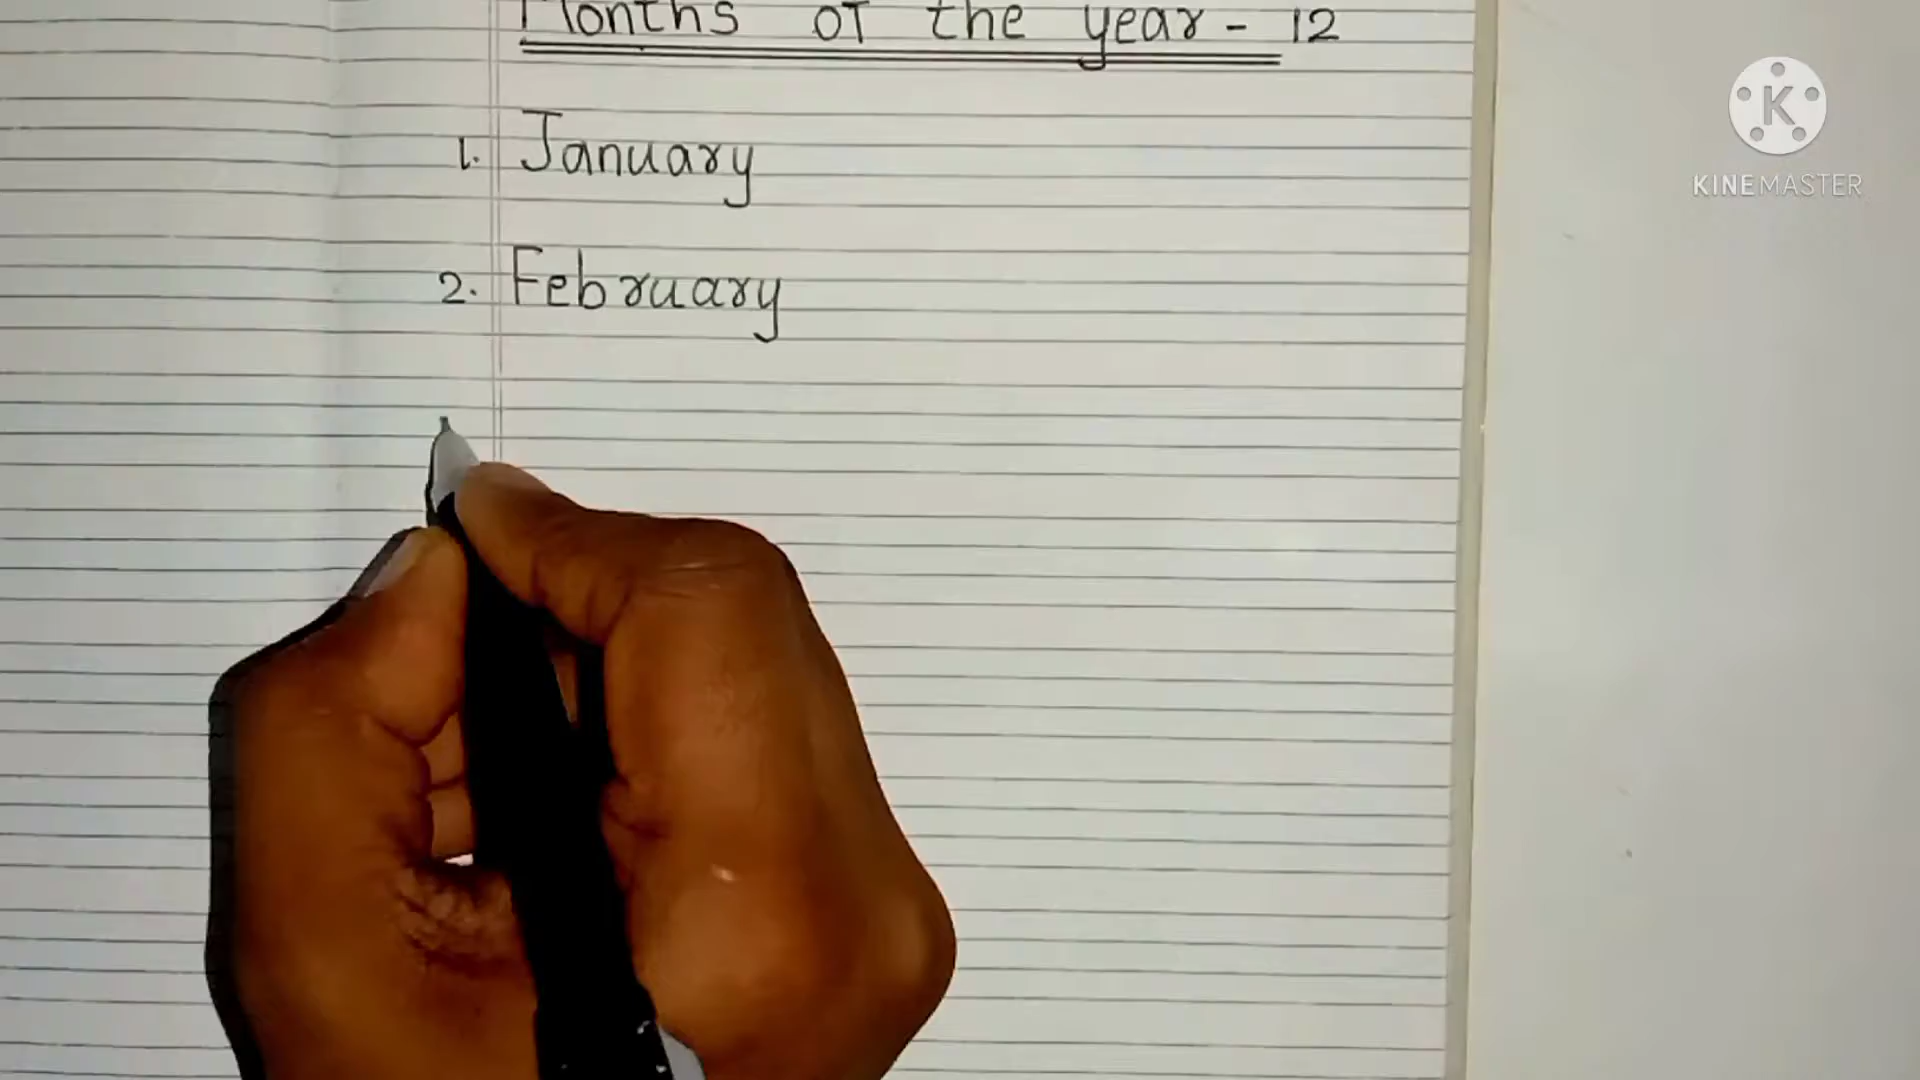 Months of the year - 12
1. January
2. February
K
KINEMASTER